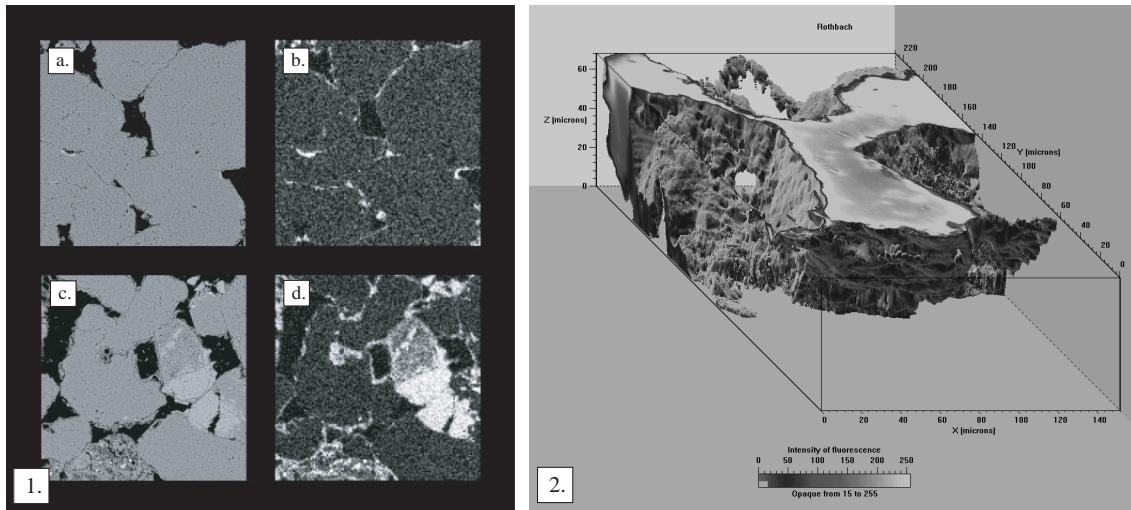 a.
b.
c.
d.
1.
Rothbach
60
40
20
0
Z (microns)
220
200
180
160
140
120
100
80
60
40
20
0
Y (microns)
0
20
40
60
80
100
120
140
X (microns)
Intensity of fluorescence
0 50 100 150 200 250
Opaque from 15 to 255
2.